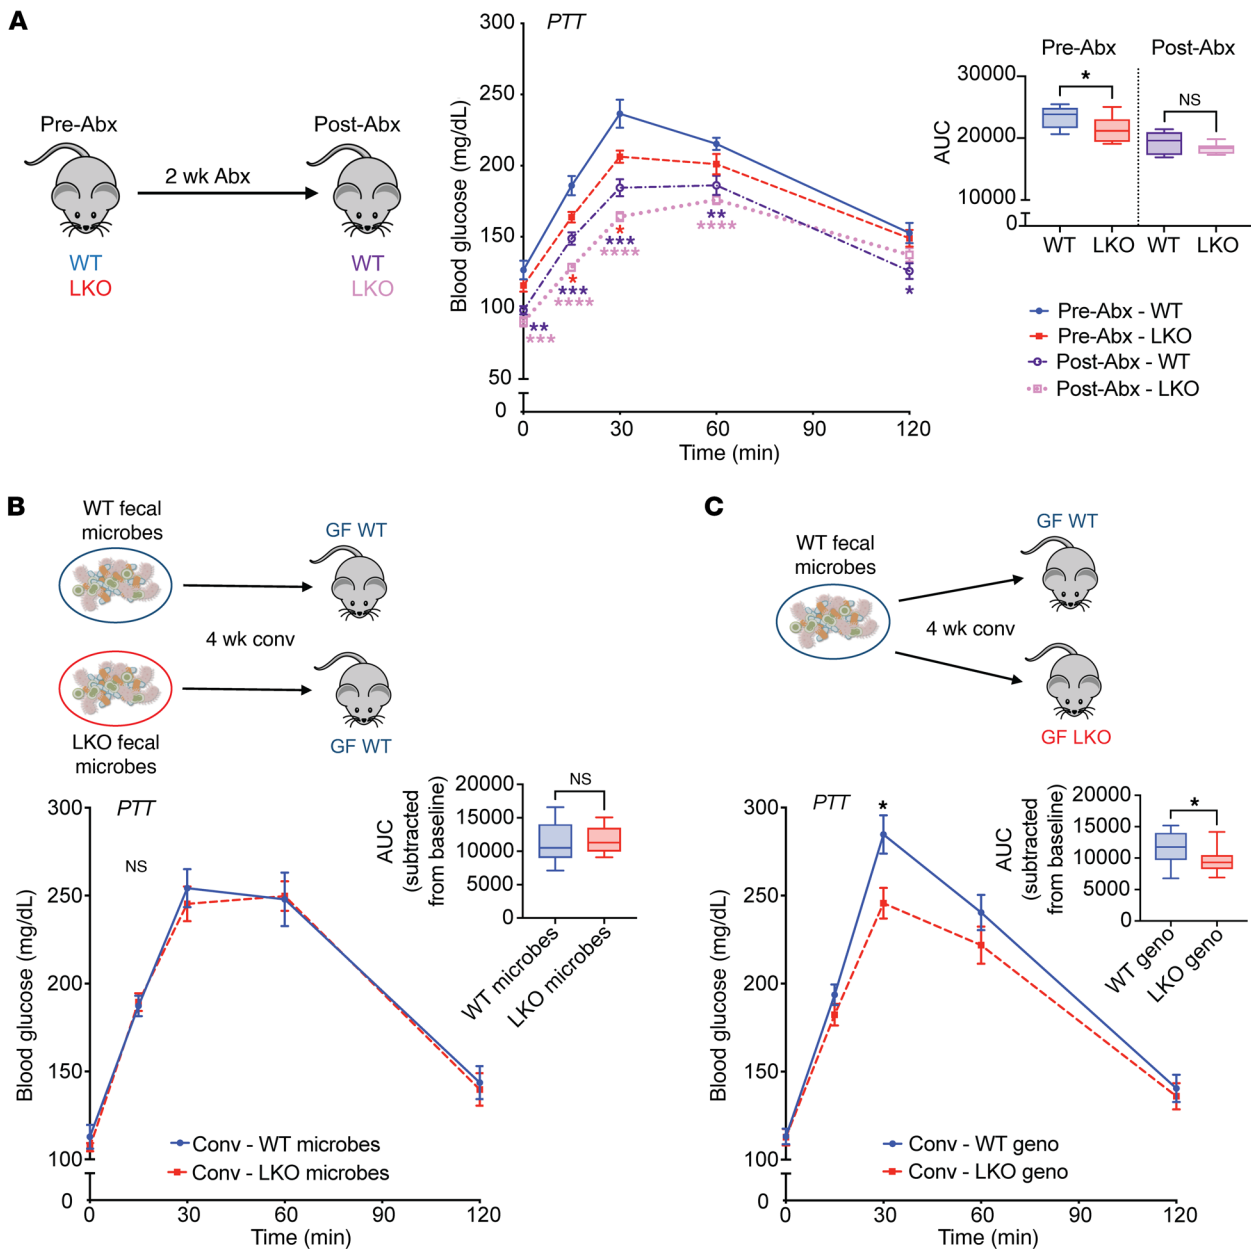 A
Pre-Abx
2 wk Abx
Post-Abx
WT
LKO
WT
LKO
PTT
Blood glucose (mg/dL)
300
250
200
150
100
50
0
*
***
****
**
****
*
***
****
*
**
***
0
30
60
90
120
Time (min)
Pre-Abx
Post-Abx
AUC
30000
20000
10000
0
*
NS
WT
LKO
WT
LKO
Pre-Abx - WT
Pre-Abx - LKO
Post-Abx - WT
Post-Abx - LKO
B
WT fecal
microbes
GF WT
4 wk conv
LKO fecal
microbes
GF WT
PTT
NS
Blood glucose (mg/dL)
300
250
200
150
100
0
0
30
60
90
120
Time (min)
Conv - WT microbes
Conv - LKO microbes
AUC
(subtracted
from baseline)
20000
15000
10000
5000
0
NS
WT microbes
LKO microbes
C
WT fecal
microbes
GF WT
4 wk conv
GF LKO
PTT
*
Blood glucose (mg/dL)
300
250
200
150
100
0
0
30
60
90
120
Time (min)
Conv - WT geno
Conv - LKO geno
AUC
(subtracted
from baseline)
20000
15000
10000
5000
0
*
WT geno
LKO geno